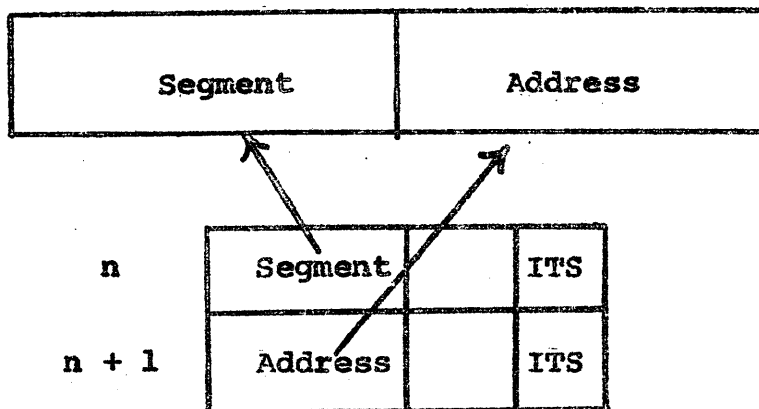 Segment Address
n Segment ITS
n + 1 Address ITS